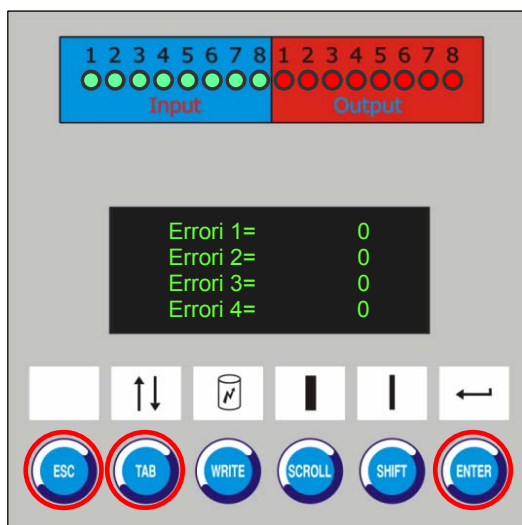 1 2 3 4 5 6 7 8 1 2 3 4 5 6 7 8
Input Output
Errori 1= 0
Errori 2= 0
Errori 3= 0
Errori 4= 0
ESC TAB WRITE SCROLL SHIFT ENTER